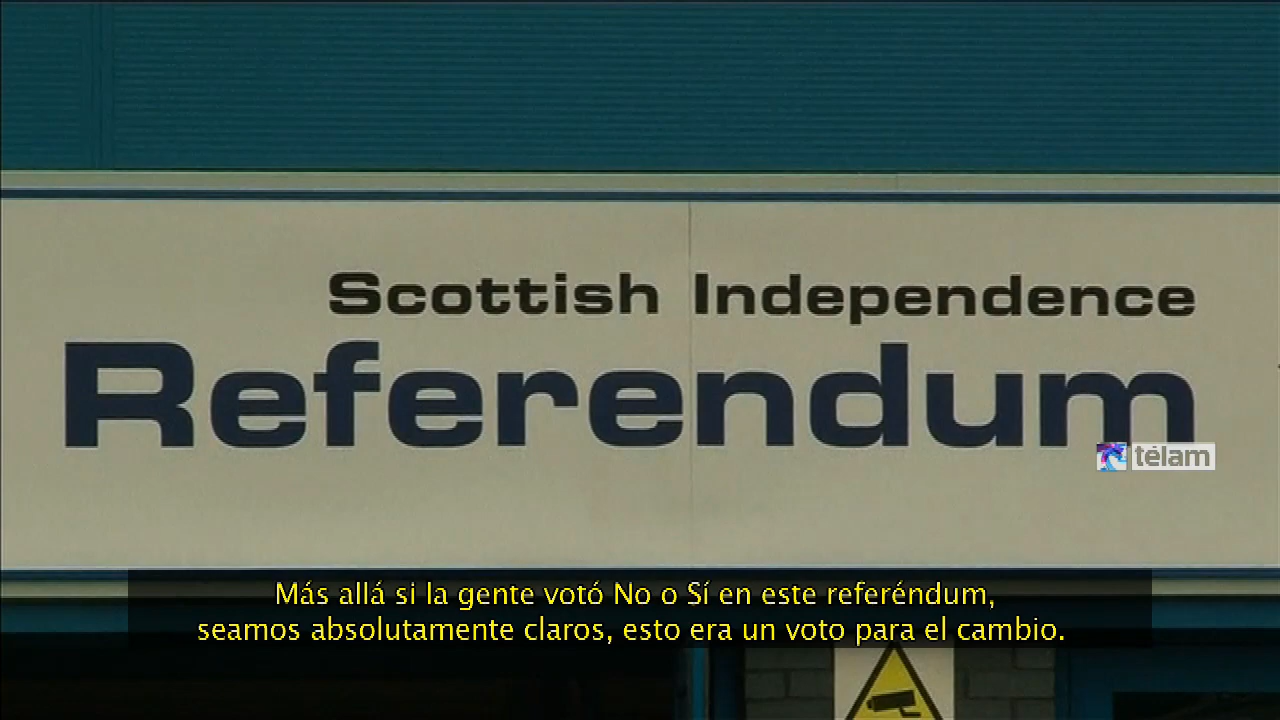 Scottish Independence
Referendum
télam
Más allá si la gente votó No o Sí en este referéndum,
seamos absolutamente claros, esto era un voto para el cambio.